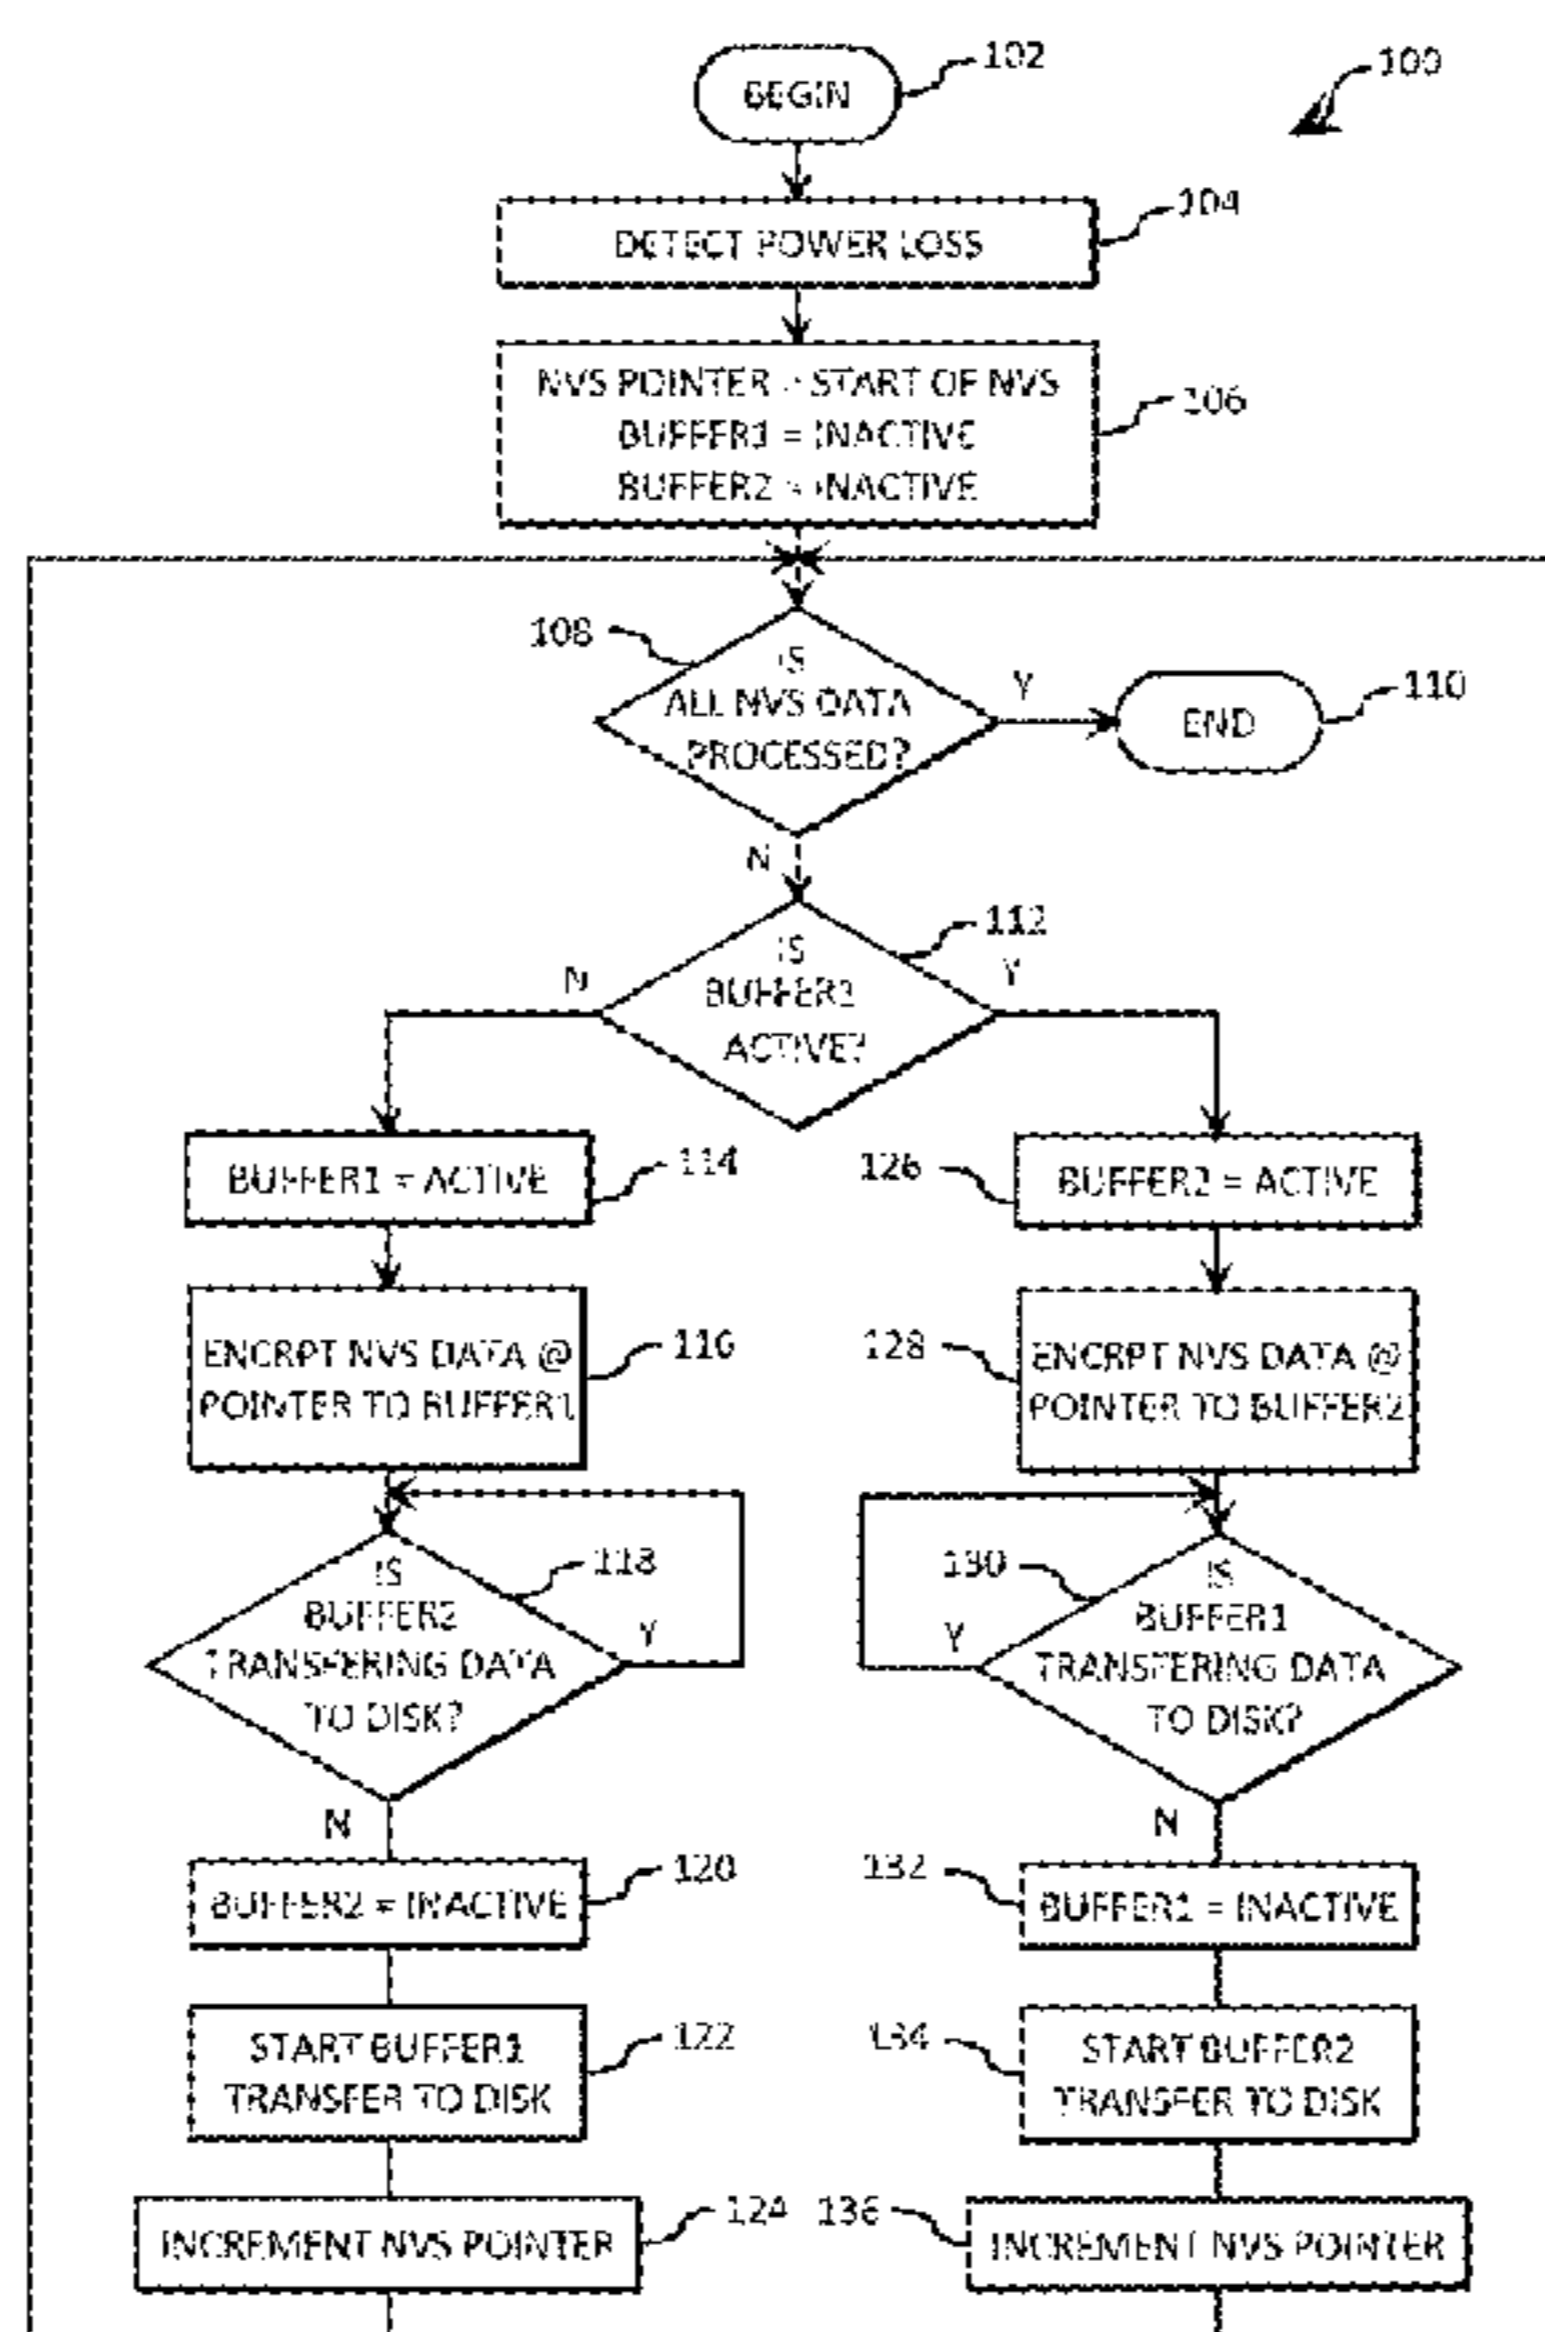 102
100
BEGIN
104
DETECT POWER LOSS
NVS POINTER = START OF NVS
106
BUFFER1 = INACTIVE
BUFFER2 = INACTIVE
108
IS
ALL NVS DATA
PROCESSED?
Y
END
110
N
112
IS
BUFFER1
ACTIVE?
N
Y
BUFFER1 = ACTIVE
114
126
BUFFER2 = ACTIVE
ENCRPT NVS DATA @
POINTER TO BUFFER1
116
128
ENCRPT NVS DATA @
POINTER TO BUFFER2
IS
BUFFER2
TRANSFERING DATA
TO DISK?
118
Y
130
Y
IS
BUFFER1
TRANSFERING DATA
TO DISK?
N
N
BUFFER2 = INACTIVE
120
132
BUFFER1 = INACTIVE
START BUFFER1
TRANSFER TO DISK
122
134
START BUFFER2
TRANSFER TO DISK
INCREMENT NVS POINTER
124
136
INCREMENT NVS POINTER